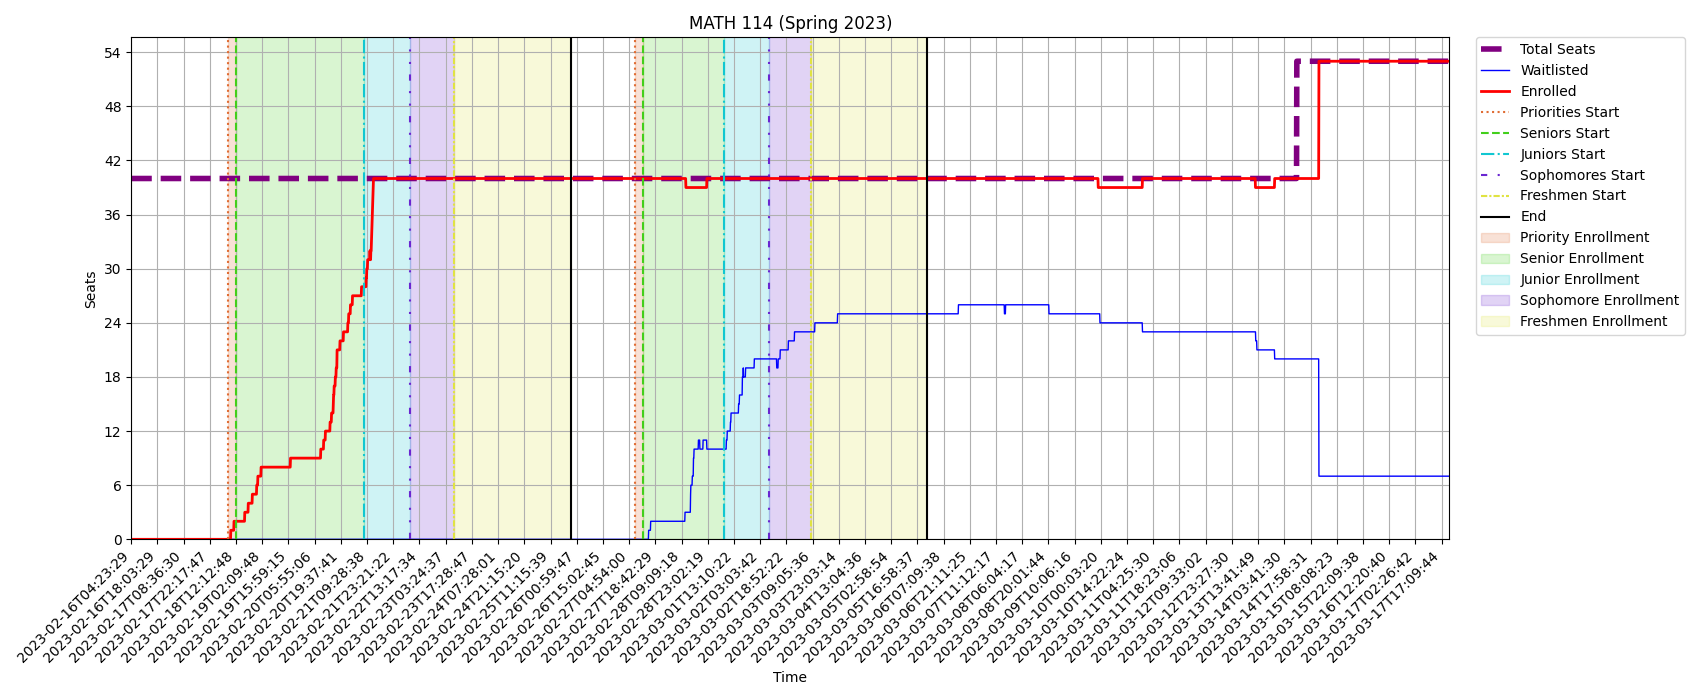 MATH 114 (Spring 2023)
Seats
54
48
42
36
30
24
18
12
6
0
2023-02-16T04:23:29
2023-02-16T18:03:29
2023-02-17T08:36:30
2023-02-17T22:17:47
2023-02-18T12:12:48
2023-02-19T02:09:48
2023-02-19T15:59:15
2023-02-20T05:55:06
2023-02-20T19:37:41
2023-02-21T09:28:38
2023-02-21T23:21:22
2023-02-22T13:17:34
2023-02-23T03:24:37
2023-02-23T17:28:47
2023-02-24T07:28:01
2023-02-24T21:15:20
2023-02-25T11:15:39
2023-02-26T00:59:47
2023-02-26T15:02:45
2023-02-27T04:54:00
2023-02-27T18:42:29
2023-02-28T09:09:18
2023-02-28T23:02:19
2023-03-01T13:10:22
2023-03-02T03:03:42
2023-03-02T18:52:22
2023-03-03T09:05:36
2023-03-03T23:03:14
2023-03-04T13:04:36
2023-03-05T02:58:54
2023-03-05T16:58:37
2023-03-06T07:09:38
2023-03-06T21:11:25
2023-03-07T11:12:17
2023-03-08T06:04:17
2023-03-08T20:01:44
2023-03-09T10:06:16
2023-03-10T00:03:20
2023-03-10T14:22:24
2023-03-11T04:25:30
2023-03-11T18:23:06
2023-03-12T09:33:02
2023-03-12T23:27:30
2023-03-13T13:41:49
2023-03-14T03:41:30
2023-03-14T17:58:31
2023-03-15T08:08:23
2023-03-15T22:09:38
2023-03-16T12:20:40
2023-03-17T02:26:42
2023-03-17T17:09:44
Time
Total Seats
Waitlisted
Enrolled
Priorities Start
Seniors Start
Juniors Start
Sophomores Start
Freshmen Start
End
Priority Enrollment
Senior Enrollment
Junior Enrollment
Sophomore Enrollment
Freshmen Enrollment